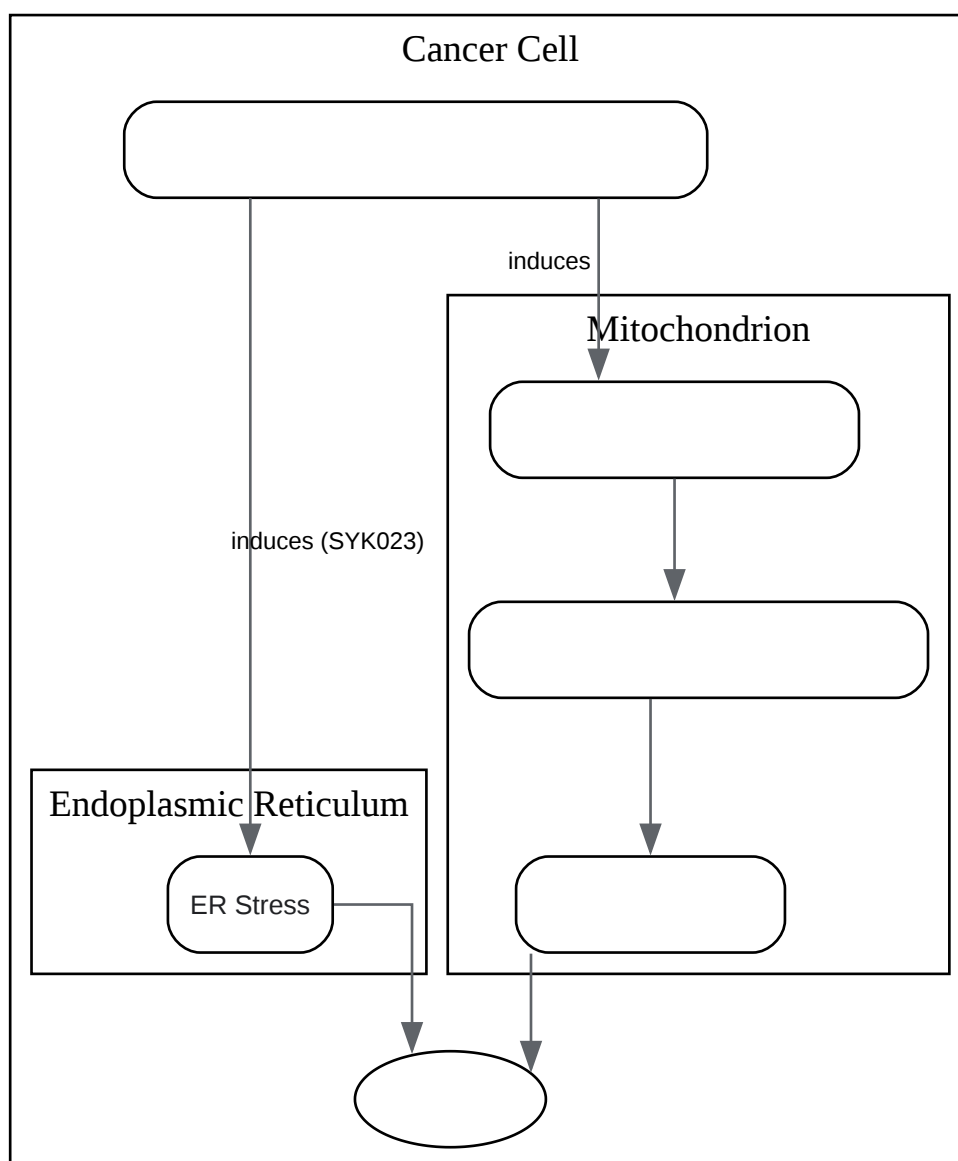 Cancer Cell
induces
Mitochondrion
induces (SYK023)
Endoplasmic Reticulum
ER Stress